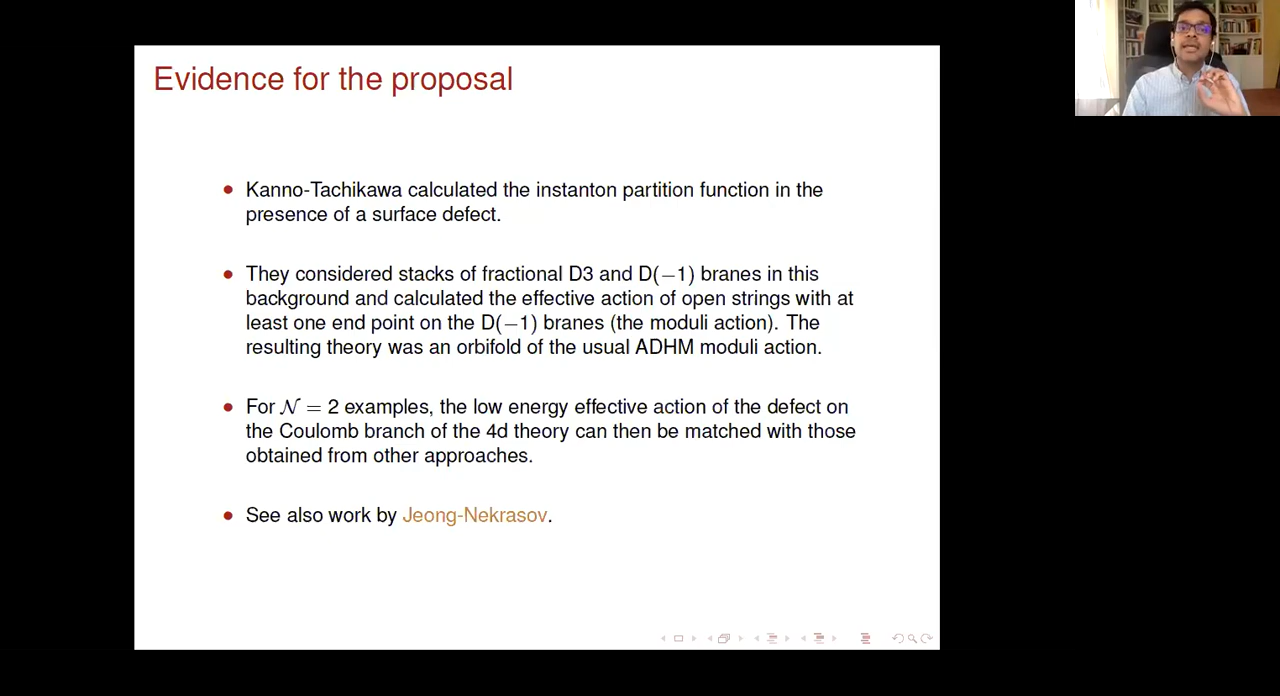 Evidence for the proposal
• Kanno-Tachikawa calculated the instanton partition function in the
presence of a surface defect.
• They considered stacks of fractional D3 and D(−1) branes in this
background and calculated the effective action of open strings with at
least one end point on the D(−1) branes (the moduli action). The
resulting theory was an orbifold of the usual ADHM moduli action.
• For 𝒩 = 2 examples, the low energy effective action of the defect on
the Coulomb branch of the 4d theory can then be matched with those
obtained from other approaches.
• See also work by Jeong-Nekrasov.